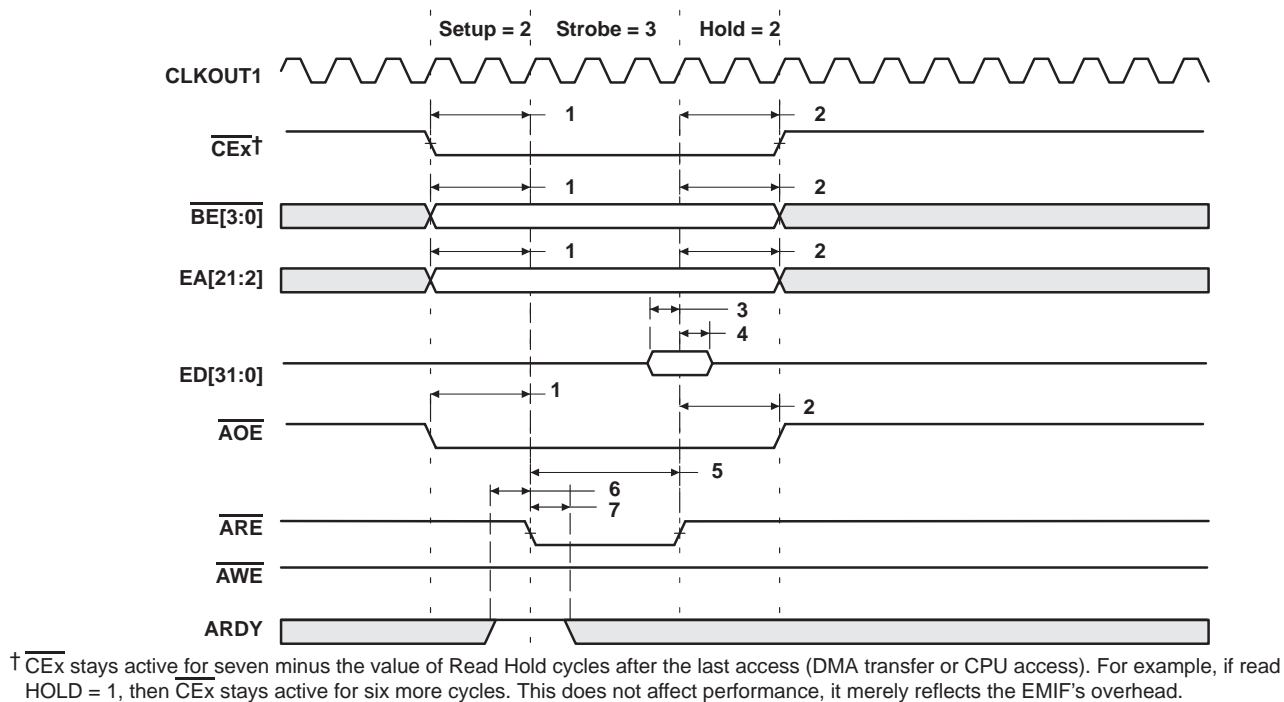 Setup = 2 Strobe = 3 Hold = 2
CLKOUT1
1 2
CEx†
1 2
BE[3:0]
1 2
EA[21:2]
3
4
ED[31:0]
1
2
AOE
5
6
7
ARE
AWE
ARDY
† CEx stays active for seven minus the value of Read Hold cycles after the last access (DMA transfer or CPU access). For example, if read
HOLD = 1, then CEx stays active for six more cycles. This does not affect performance, it merely reflects the EMIF's overhead.